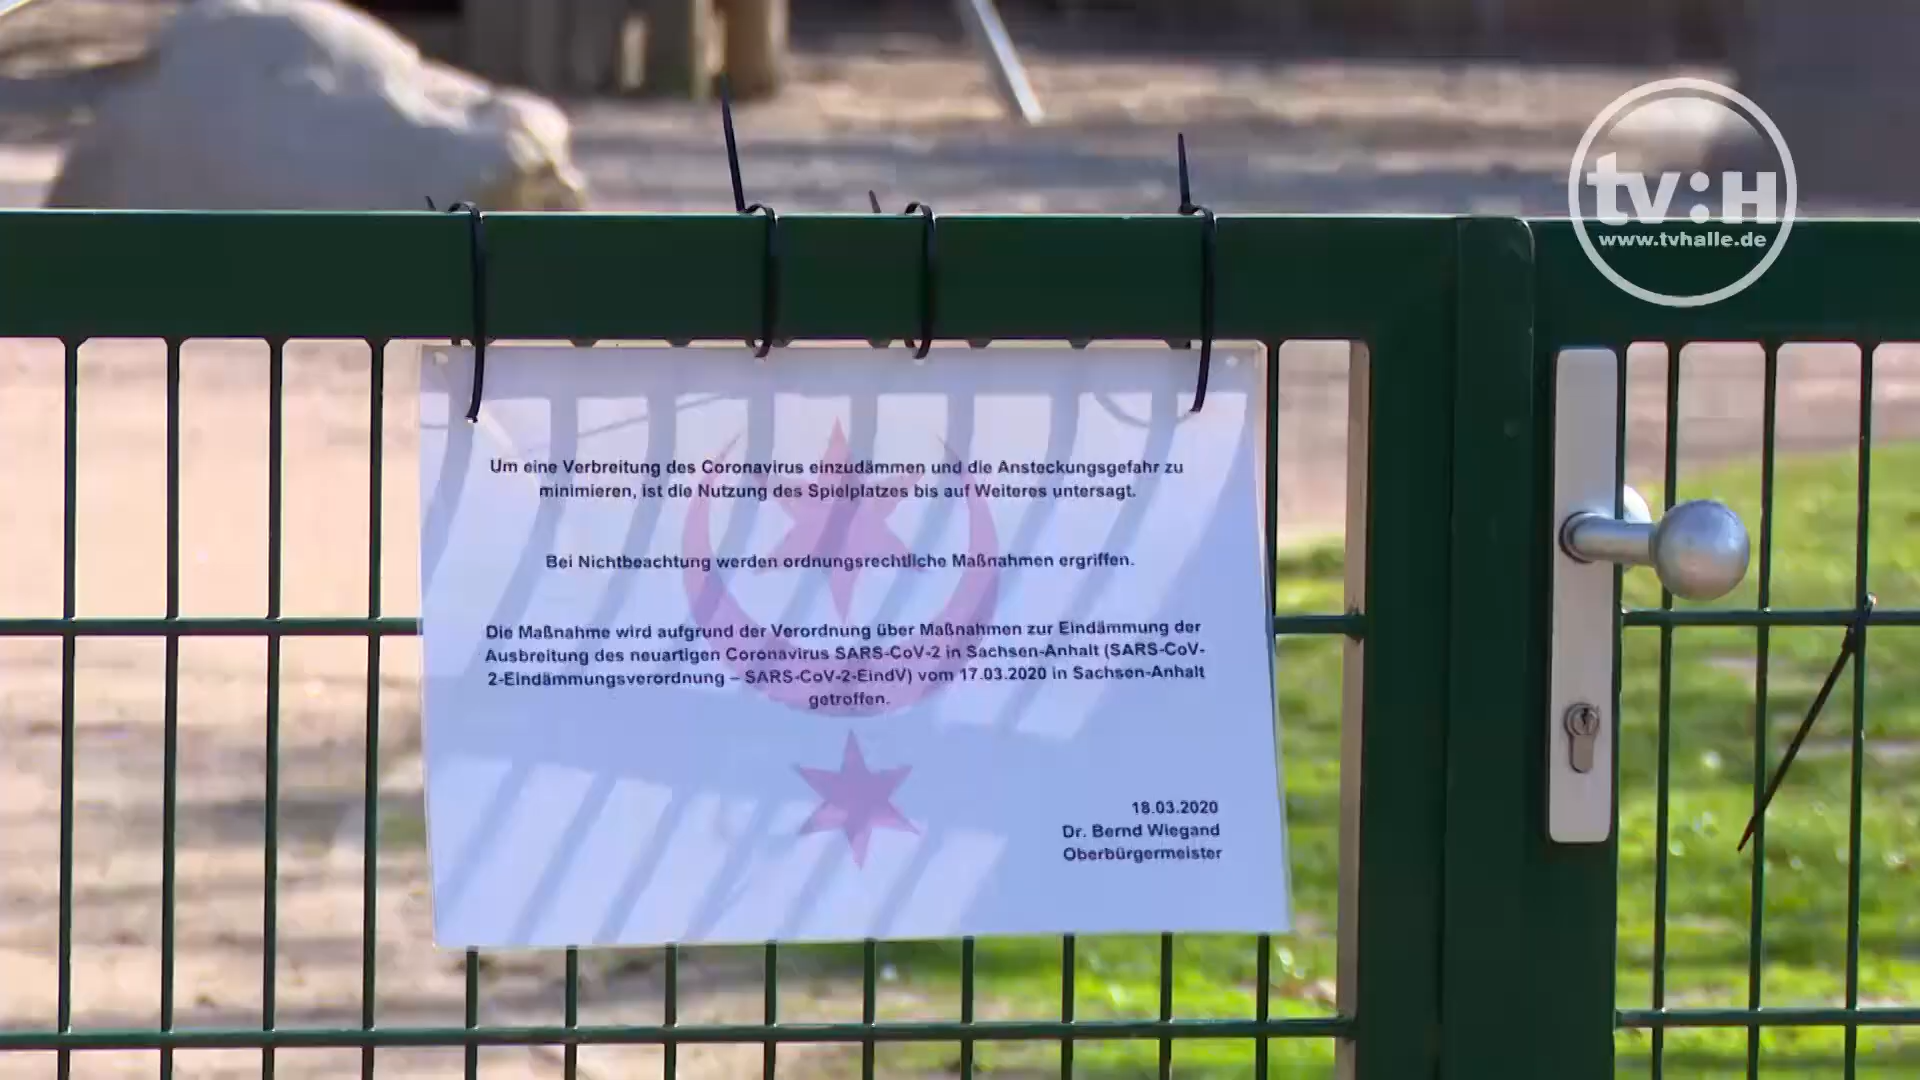 tv:H
www.tvhalle.de
Um eine Verbreitung des Coronavirus einzudämmen und die Ansteckungsgefahr zu
minimieren, ist die Nutzung des Spielplatzes bis auf Weiteres untersagt.
Bei Nichtbeachtung werden ordnungsrechtliche Maßnahmen ergriffen.
Die Maßnahme wird aufgrund der Verordnung über Maßnahmen zur Eindämmung der
Ausbreitung des neuartigen Coronavirus SARS-CoV-2 in Sachsen-Anhalt (SARS-CoV-
2-Eindämmungsverordnung – SARS-CoV-2-EindV) vom 17.03.2020 in Sachsen-Anhalt
getroffen.
18.03.2020
Dr. Bernd Wiegand
Oberbürgermeister